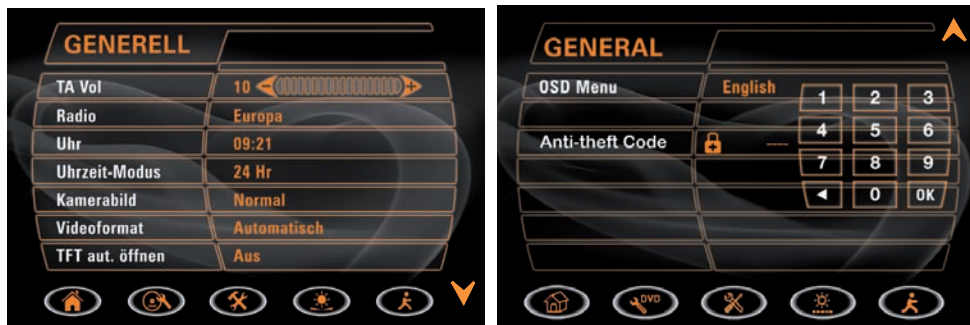 GENERELL
TA Vol 10 - +
Radio Europa
Uhr 09:21
Uhrzeit-Modus 24 Hr
Kamerabild Normal
Videoformat Automatisch
TFT aut. öffnen Aus
GENERAL
OSD Menu English
1 2 3
Anti-theft Code ---- 4 5 6
7 8 9
◄ 0 OK
DVD